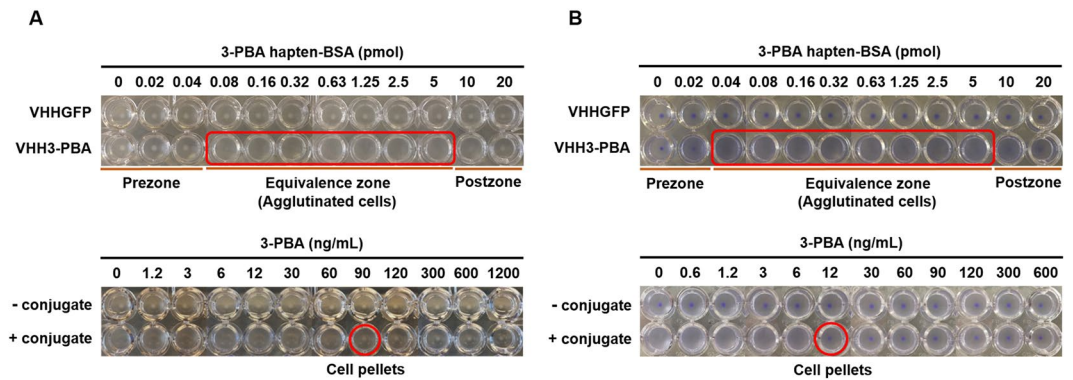 A
3-PBA hapten-BSA (pmol)
0 0.02 0.04 0.08 0.16 0.32 0.63 1.25 2.5 5 10 20
VHHGFP
VHH3-PBA
Prezone Equivalence zone Postzone
(Agglutinated cells)
3-PBA (ng/mL)
0 1.2 3 6 12 30 60 90 120 300 600 1200
- conjugate
+ conjugate
Cell pellets
B
3-PBA hapten-BSA (pmol)
0 0.02 0.04 0.08 0.16 0.32 0.63 1.25 2.5 5 10 20
VHHGFP
VHH3-PBA
Prezone Equivalence zone Postzone
(Agglutinated cells)
3-PBA (ng/mL)
0 0.6 1.2 3 6 12 30 60 90 120 300 600
- conjugate
+ conjugate
Cell pellets